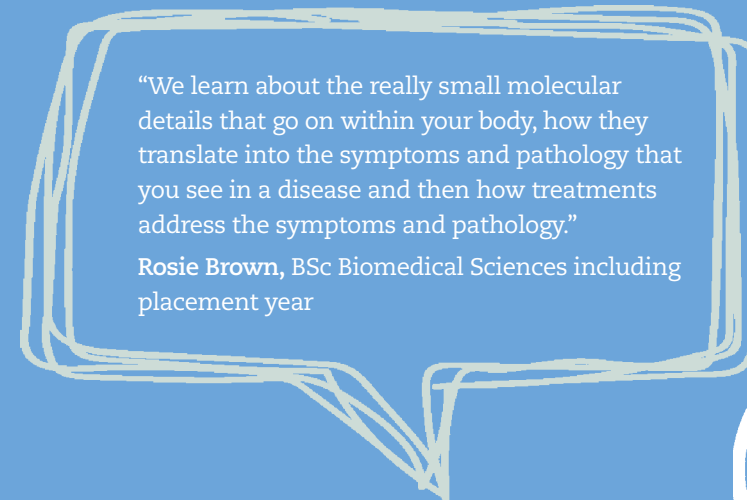 “We learn about the really small molecular
details that go on within your body, how they
translate into the symptoms and pathology that
you see in a disease and then how treatments
address the symptoms and pathology.”
Rosie Brown, BSc Biomedical Sciences including
placement year